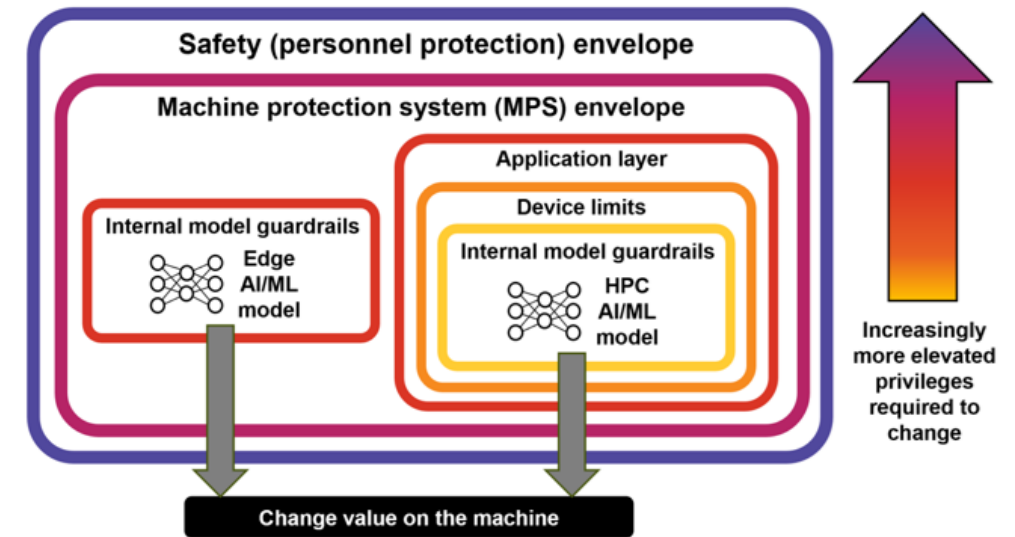 Safety (personnel protection) envelope
Machine protection system (MPS) envelope
Application layer
Device limits
Internal model guardrails
Edge
AI/ML
model
Internal model guardrails
HPC
AI/ML
model
Increasingly
more elevated
privileges
required to
change
Change value on the machine